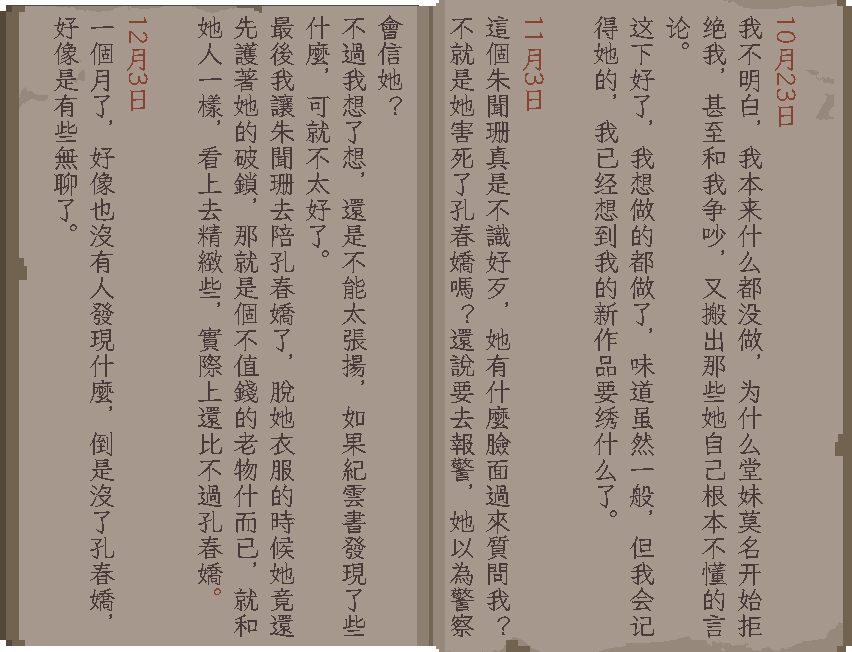 10月23日
我不明白，我本来什么都没做，为什么堂妹莫名开始拒
绝我，甚至和我争吵，又搬出那些她自己根本不懂的言
论。
这下好了，我想做的都做了，味道虽然一般，但我会记
得她的，我已经想到我的新作品要绣什么了。
11月3日
這個朱聞珊真是不識好歹，她有什麼臉面過來質問我？
不就是她害死了孔春嬌嗎？還說要去報警，她以為警察
會信她？
不過我想了想，還是不能太張揚，如果紀雲書發現了些
什麼，可就不太好了。
最後我讓朱聞珊去陪孔春嬌了，脫她衣服的時候她竟還
先護著她的破鎖，那就是個不值錢的老物什而已，就和
她人一樣，看上去精緻些，實際上還比不過孔春嬌。
12月3日
一個月了，好像也沒有人發現什麼，倒是沒了孔春嬌，
好像是有些無聊了。